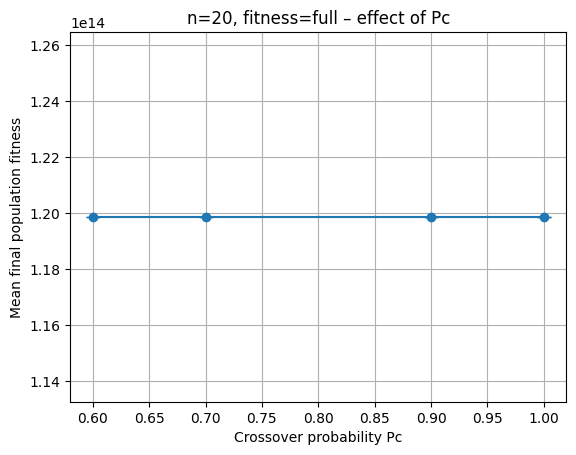 n=20, fitness=full – effect of Pc
1e14
1.26
1.24
1.22
1.20
1.18
1.16
1.14
Mean final population fitness
0.60 0.65 0.70 0.75 0.80 0.85 0.90 0.95 1.00
Crossover probability Pc